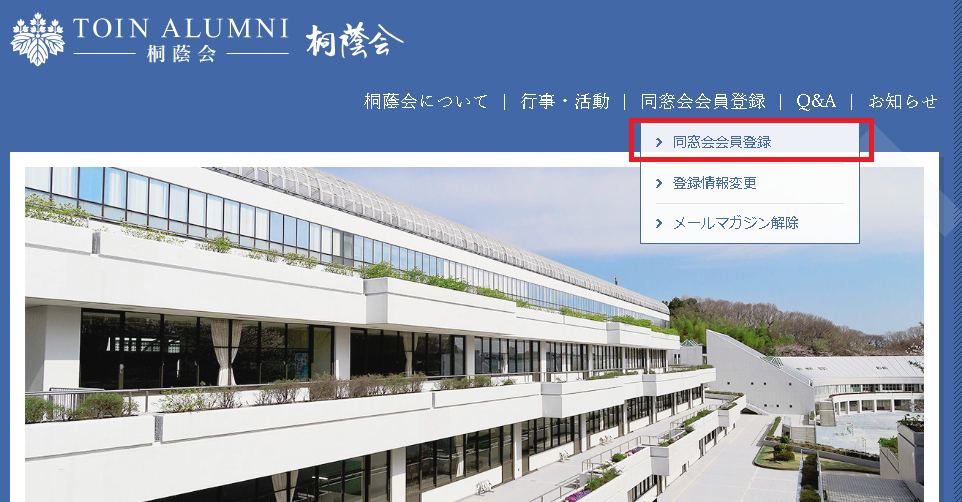 TOIN ALUMNI
桐蔭会
桐蔭会
桐蔭会について | 行事・活動 | 同窓会会員登録 | Q&A | お知らせ
同窓会会員登録
登録情報変更
メールマガジン解除